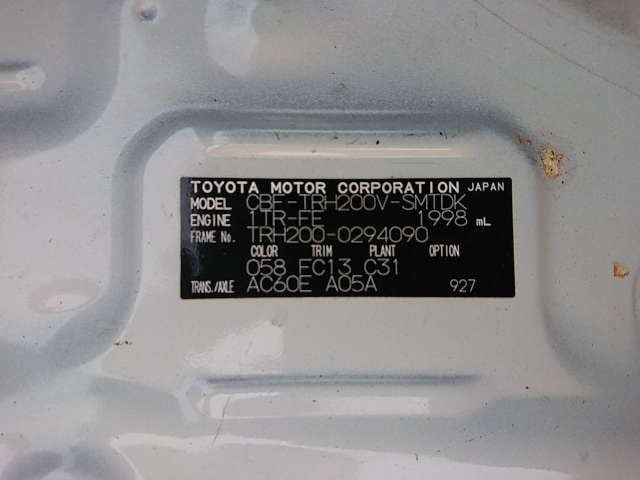 TOYOTA MOTOR CORPORATION JAPAN
MODEL CBF-TRH200V-SMTDK
ENGINE 1TR-FE 1998 mL
FRAME No. TRH200-0294090
COLOR TRIM PLANT OPTION
058 FC13 C31
TRANS./AXLE AC60E A05A 927